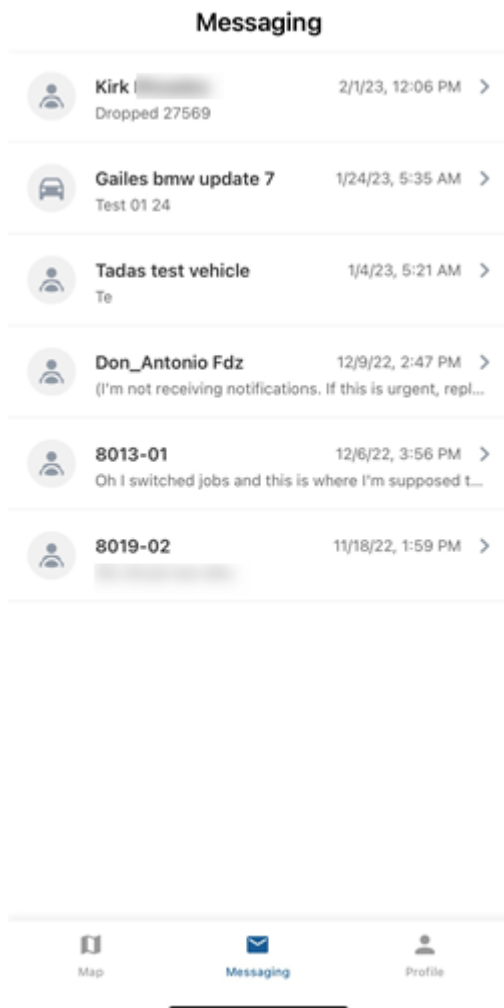 Messaging
Kirk 2/1/23, 12:06 PM
Dropped 27569
Gailes bmw update 7 1/24/23, 5:35 AM
Test 01 24
Tadas test vehicle 1/4/23, 5:21 AM
Te
Don_Antonio Fdz 12/9/22, 2:47 PM
(I'm not receiving notifications. If this is urgent, repl...
8013-01 12/6/22, 3:56 PM
Oh I switched jobs and this is where I'm supposed t...
8019-02 11/18/22, 1:59 PM
Map Messaging Profile